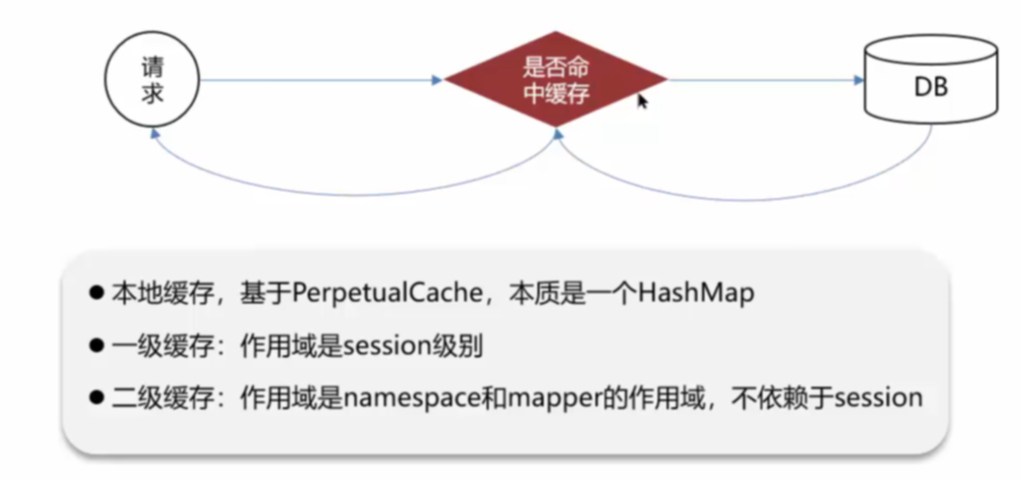 请
求
是否命
中缓存
DB
● 本地缓存，基于PerpetualCache，本质是一个HashMap
● 一级缓存：作用域是session级别
● 二级缓存：作用域是namespace和mapper的作用域，不依赖于session